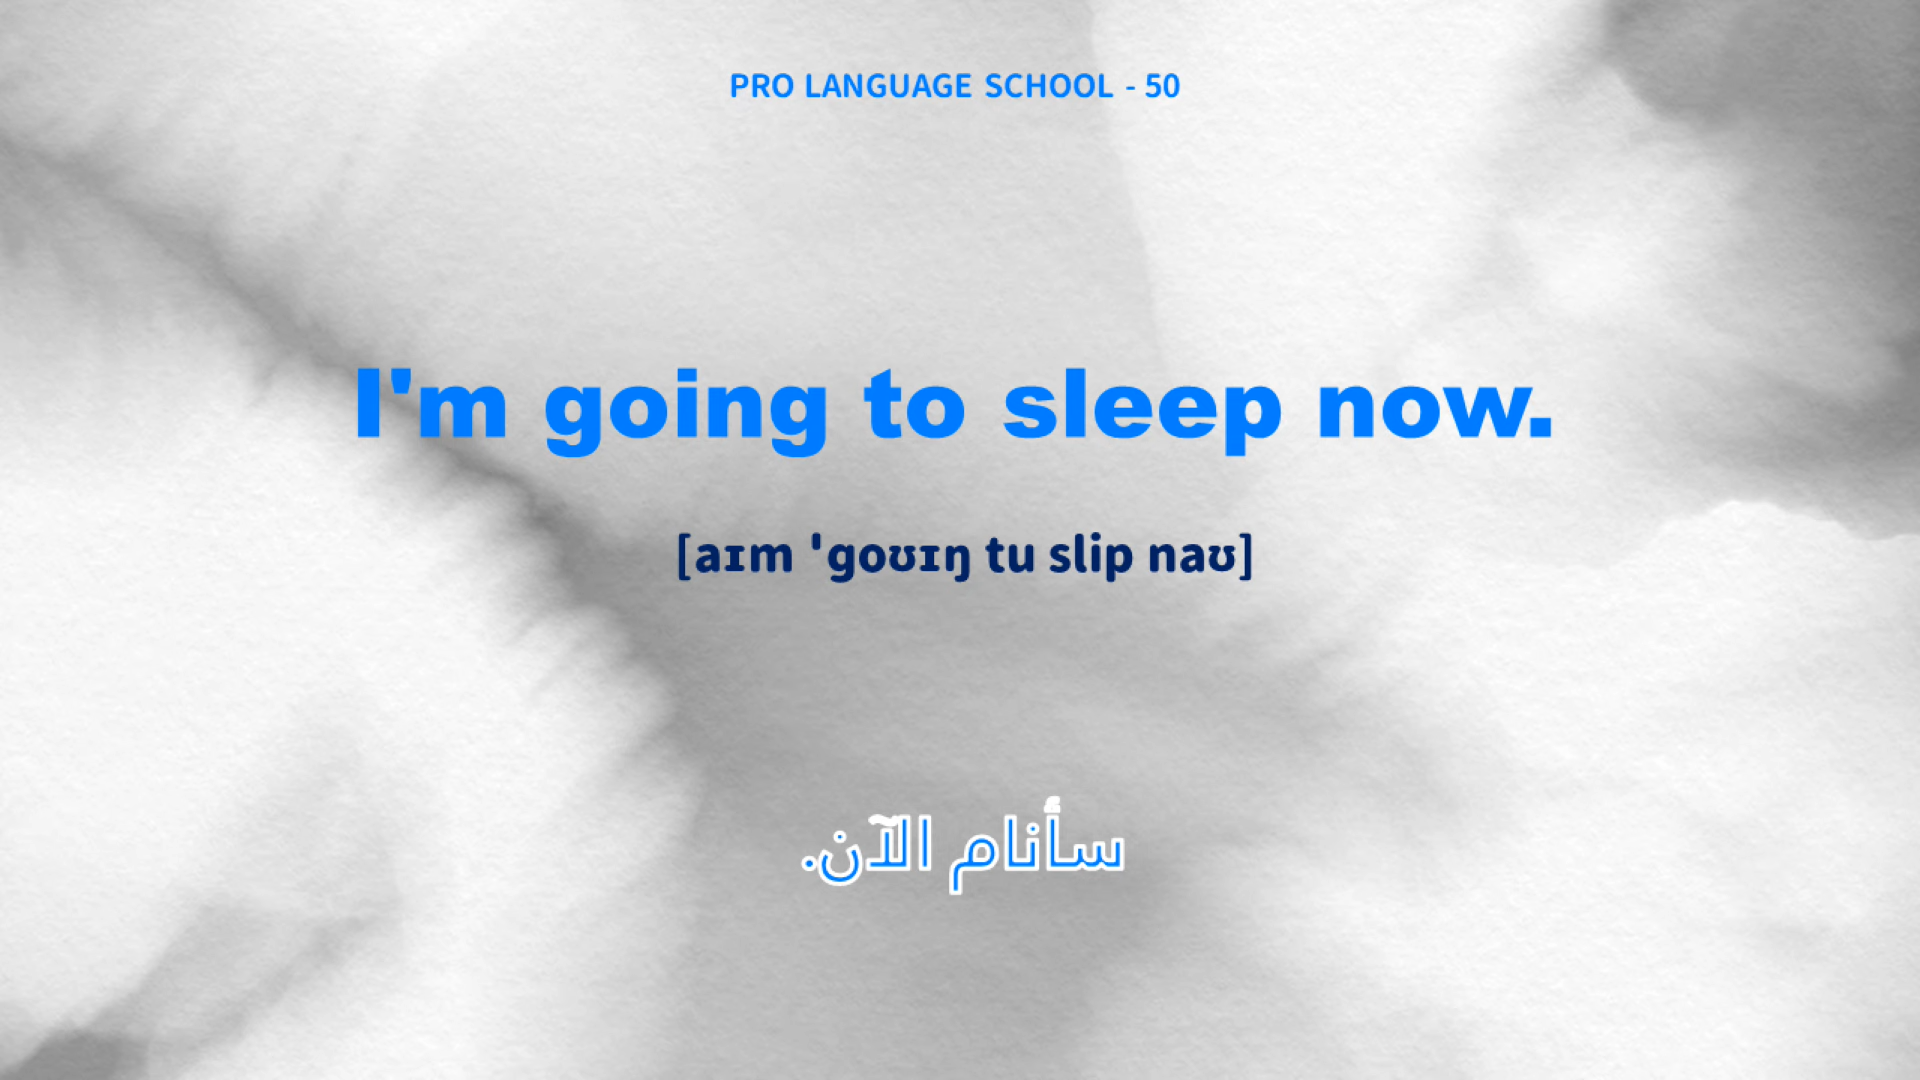 PRO LANGUAGE SCHOOL - 50
I'm going to sleep now.
[aɪm ˈgoʊɪŋ tu slip naʊ]
سأنام الآن.